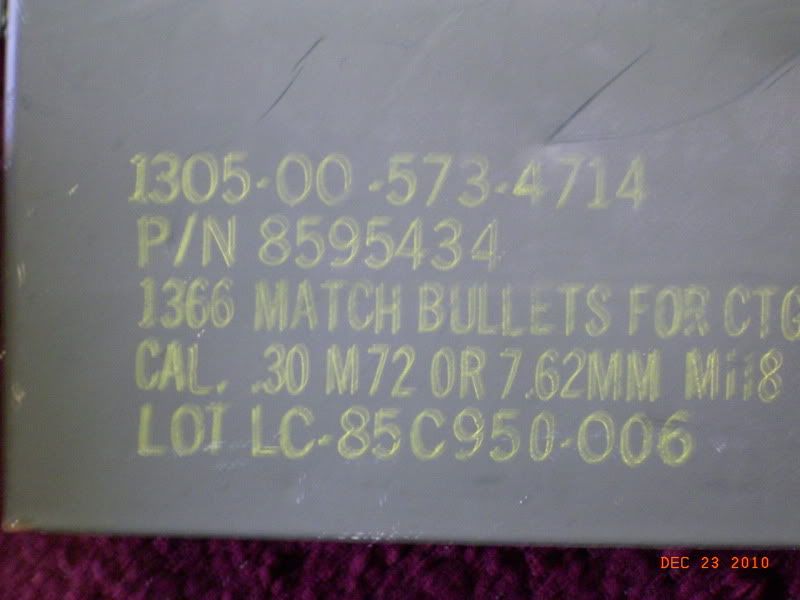 1305-00-573-4714
P/N 8595434
1366 MATCH BULLETS FOR CTG
CAL. .30 M72 OR 7.62MM M118
LOT LC-85C950-006
DEC 23 2010